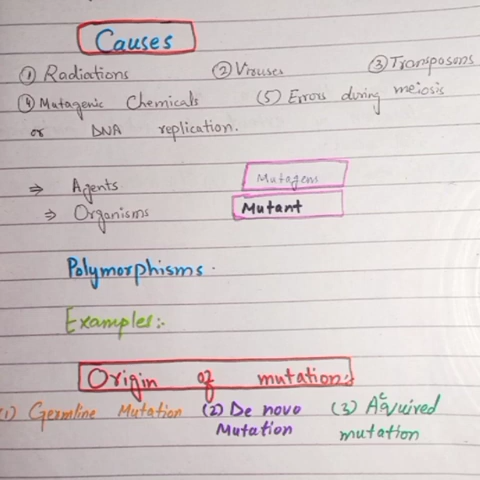 Causes
① Radiations ② Viruses ③ Transposons
④ Mutagenic Chemicals (5) Errors during meiosis
or DNA replication.
⇒ Agents Mutagens
⇒ Organisms Mutant
Polymorphisms.
Examples:-
Origin of mutation:
(1) Germline Mutation (2) De novo (3) Acquired
Mutation mutation